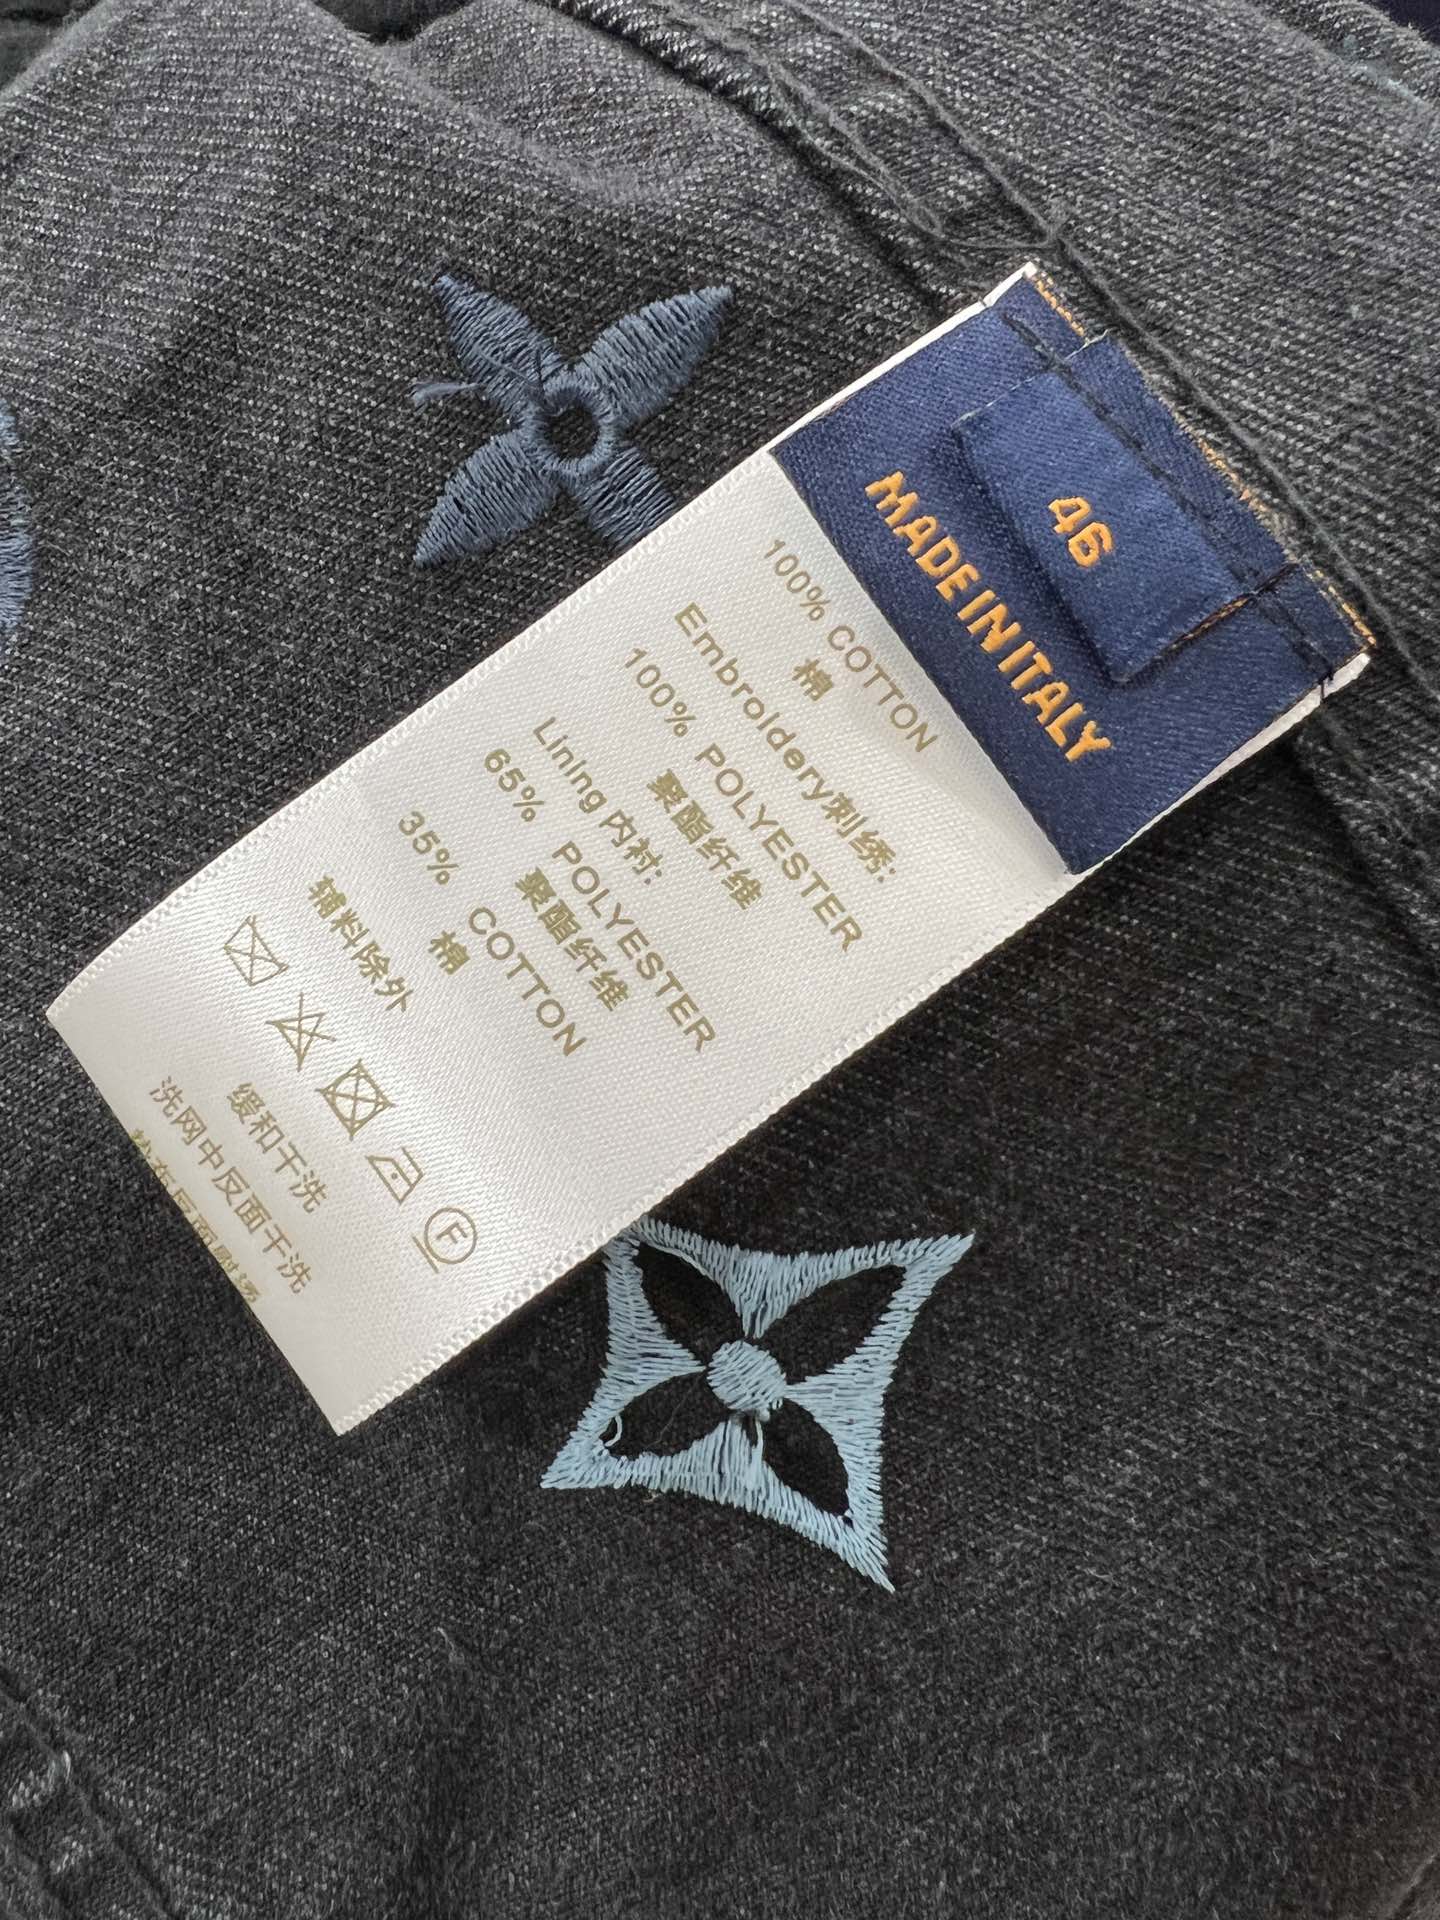 46
MADE IN ITALY
100% COTTON
棉
Embroidery刺绣:
100% POLYESTER
聚酯纤维
Lining 内衬:
65% POLYESTER
聚酯纤维
35% COTTON
棉
辅料除外
F
缓和干洗
洗网中反面干洗